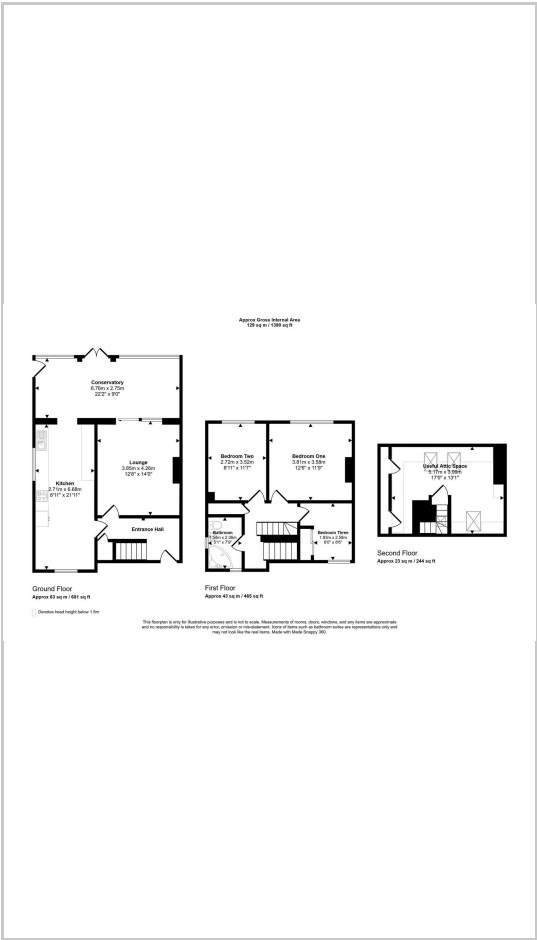 Approx Gross Internal Area
129 sq m / 1399 sq ft
Conservatory
6.76m x 2.75m
22'2" x 9'0"
Lounge
3.85m x 4.26m
12'8" x 14'0"
Kitchen
2.71m x 6.68m
8'11" x 21'11"
Entrance Hall
Ground Floor
Approx 63 sq m / 681 sq ft
Denotes head height below 1.5m
Bedroom Two
2.72m x 3.52m
8'11" x 11'7"
Bedroom One
3.81m x 3.59m
12'6" x 11'9"
Bathroom
5'1" x 7'9"
Bedroom Three
First Floor
Approx 43 sq m / 465 sq ft
Useful Attic Space
5.17m x 3.99m
17'0" x 13'1"
Second Floor
Approx 23 sq m / 244 sq ft
This floorplan is only for illustrative purposes and is not to scale. Measurements of rooms, doors, windows, and any items are approximate
and no responsibility is taken for any error, omission or mis-statement. Icons of items such as bathroom suites are representations only and
may not look like the real items. Made with Made Snappy 360.